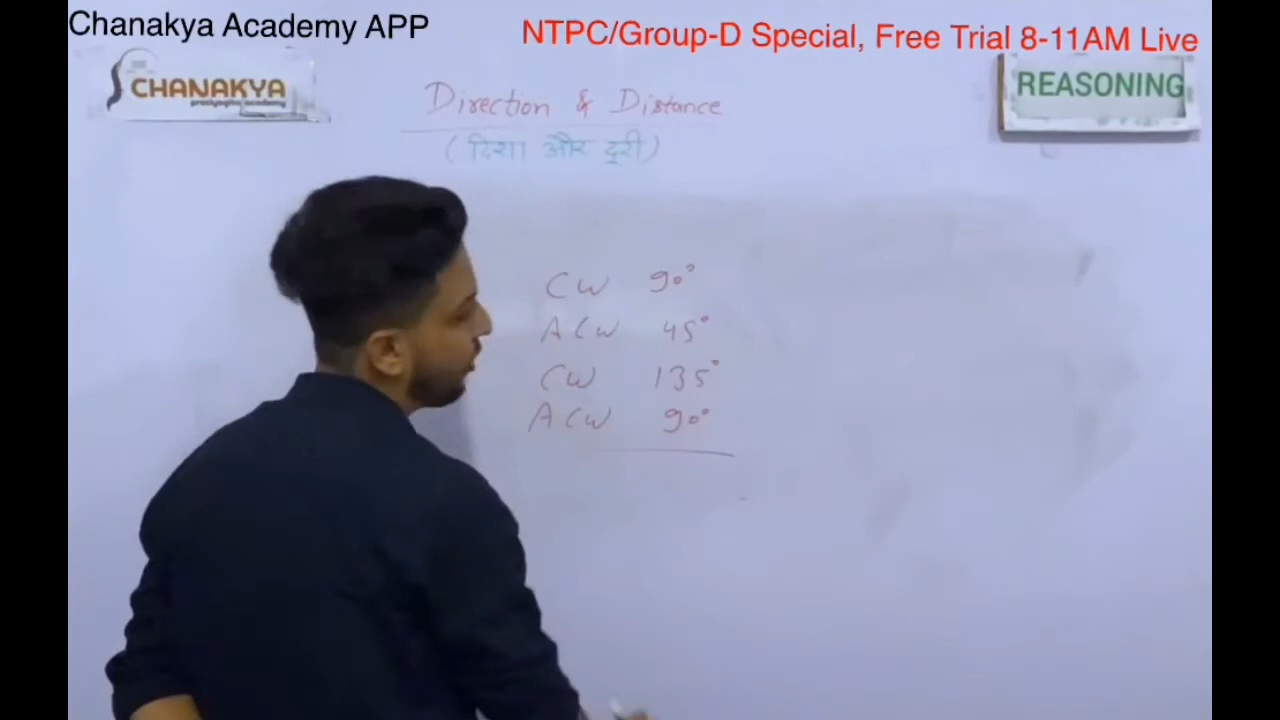 Chanakya Academy APP
NTPC/Group-D Special, Free Trial 8-11AM Live
CHANAKYA
academy
REASONING
Direction & Distance
(दिशा और दूरी)
CW 90°
ACW 45°
CW 135°
ACW 90°